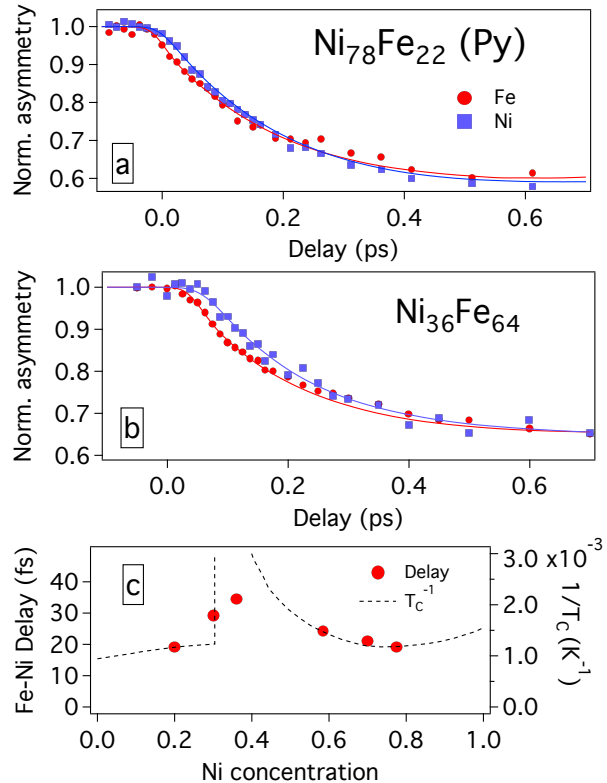 Ni78Fe22 (Py)
Fe
Ni
a
Norm. asymmetry
1.0
0.9
0.8
0.7
0.6
0.0
0.2
0.4
0.6
Delay (ps)
Ni36Fe64
b
Norm. asymmetry
1.0
0.9
0.8
0.7
0.6
0.0
0.2
0.4
0.6
Delay (ps)
c
Delay
TC-1
Fe-Ni Delay (fs)
40
30
20
10
0
3.0 x10-3
2.0
1.0
0.0
1/TC (K-1)
0.0
0.2
0.4
0.6
0.8
1.0
Ni concentration